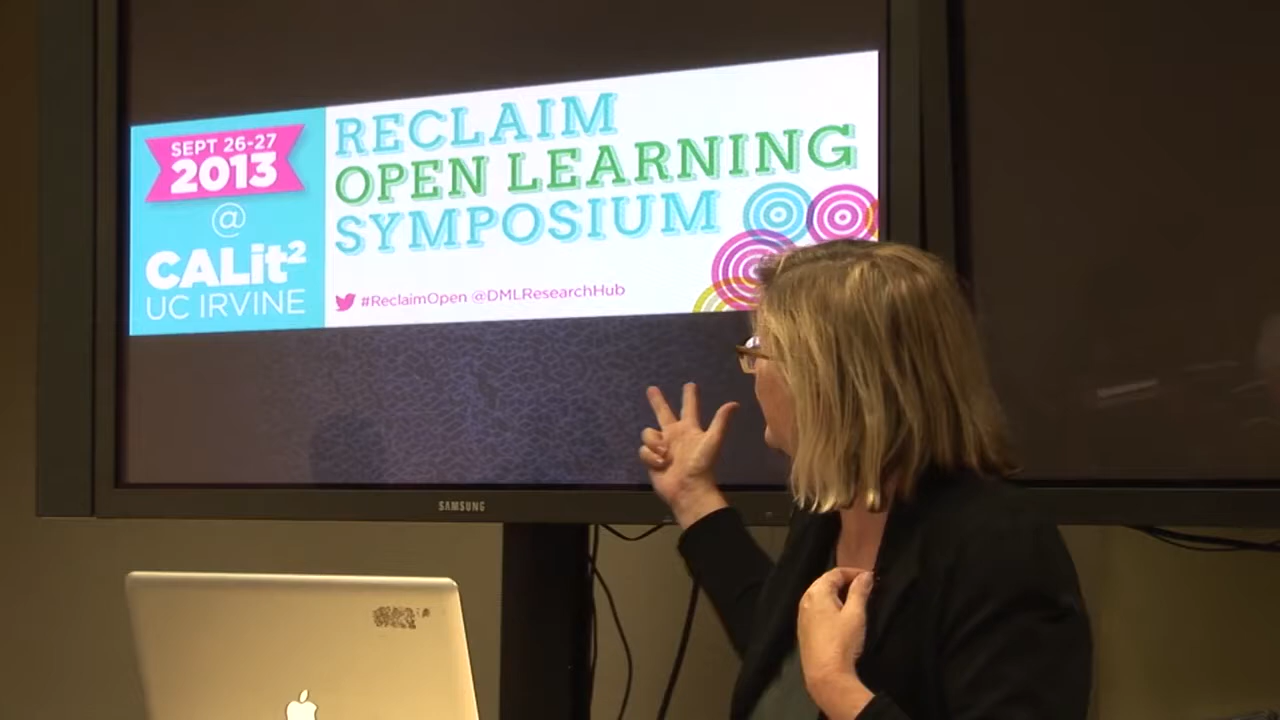 SEPT 26-27
2013
@
CALit²
UC IRVINE
RECLAIM
OPEN LEARNING
SYMPOSIUM
#ReclaimOpen @DMLResearchHub
SAMSUNG